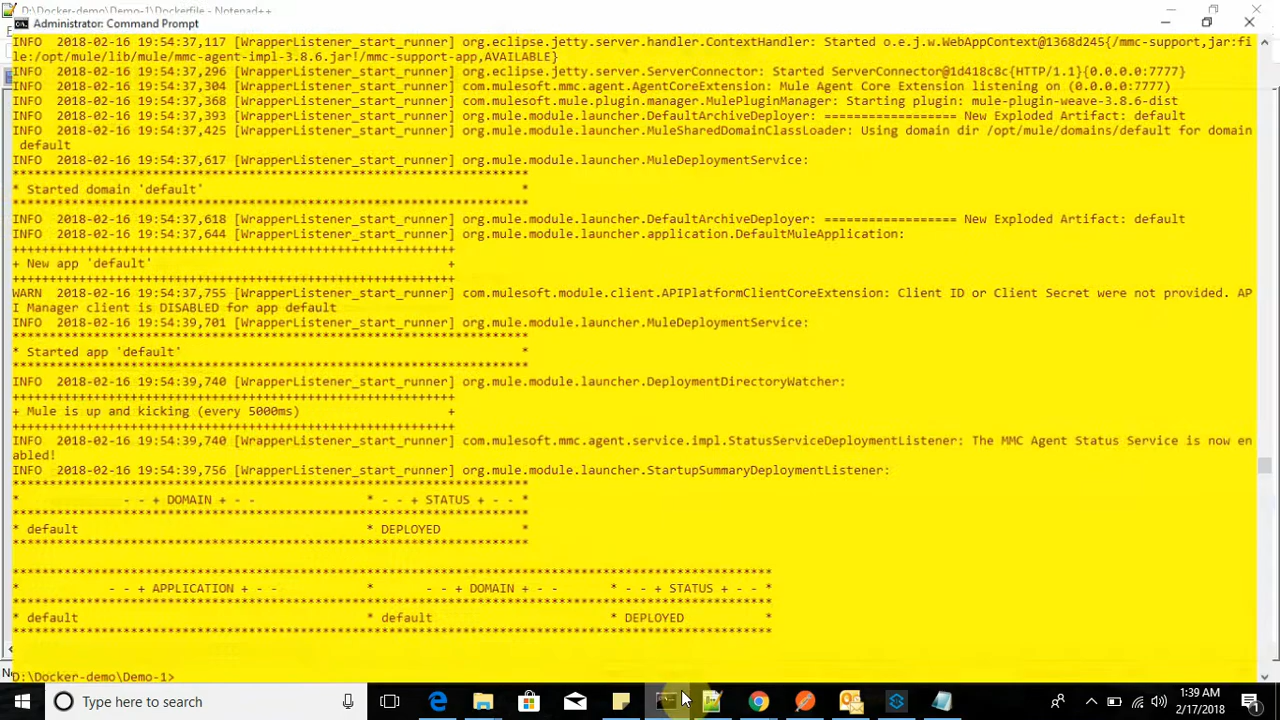 D:\Docker-demo\Demo-1\Dockerfile - Notepad++
Administrator: Command Prompt
INFO  2018-02-16 19:54:37,117 [WrapperListener_start_runner] org.eclipse.jetty.server.handler.ContextHandler: Started o.e.j.w.WebAppContext@1368d245{/mmc-support,jar:fi
le:/opt/mule/lib/mule/mmc-agent-impl-3.8.6.jar!/mmc-support-app,AVAILABLE}
INFO  2018-02-16 19:54:37,296 [WrapperListener_start_runner] org.eclipse.jetty.server.ServerConnector: Started ServerConnector@1d418c8c{HTTP/1.1}{0.0.0.0:7777}
INFO  2018-02-16 19:54:37,304 [WrapperListener_start_runner] com.mulesoft.mmc.agent.AgentCoreExtension: Mule Agent Core Extension listening on (0.0.0.0:7777)
INFO  2018-02-16 19:54:37,368 [WrapperListener_start_runner] com.mulesoft.mule.plugin.manager.MulePluginManager: Starting plugin: mule-plugin-weave-3.8.6-dist
INFO  2018-02-16 19:54:37,393 [WrapperListener_start_runner] org.mule.module.launcher.DefaultArchiveDeployer: ================== New Exploded Artifact: default
INFO  2018-02-16 19:54:37,425 [WrapperListener_start_runner] org.mule.module.launcher.MuleSharedDomainClassLoader: Using domain dir /opt/mule/domains/default for domain
default
INFO  2018-02-16 19:54:37,617 [WrapperListener_start_runner] org.mule.module.launcher.MuleDeploymentService:
**********************************************************************
* Started domain 'default' *
**********************************************************************
INFO  2018-02-16 19:54:37,618 [WrapperListener_start_runner] org.mule.module.launcher.DefaultArchiveDeployer: ================== New Exploded Artifact: default
INFO  2018-02-16 19:54:37,644 [WrapperListener_start_runner] org.mule.module.launcher.application.DefaultMuleApplication:
++++++++++++++++++++++++++++++++++++++++++++++++++++++++++++
+ New app 'default' +
++++++++++++++++++++++++++++++++++++++++++++++++++++++++++++
WARN  2018-02-16 19:54:37,755 [WrapperListener_start_runner] com.mulesoft.module.client.APIPlatformClientCoreExtension: Client ID or Client Secret were not provided. AP
I Manager client is DISABLED for app default
INFO  2018-02-16 19:54:39,701 [WrapperListener_start_runner] org.mule.module.launcher.MuleDeploymentService:
**********************************************************************
* Started app 'default' *
**********************************************************************
INFO  2018-02-16 19:54:39,740 [WrapperListener_start_runner] org.mule.module.launcher.DeploymentDirectoryWatcher:
++++++++++++++++++++++++++++++++++++++++++++++++++++++++++++
+ Mule is up and kicking (every 5000ms) +
++++++++++++++++++++++++++++++++++++++++++++++++++++++++++++
INFO  2018-02-16 19:54:39,740 [WrapperListener_start_runner] com.mulesoft.mmc.agent.service.impl.StatusServiceDeploymentListener: The MMC Agent Status Service is now en
abled!
INFO  2018-02-16 19:54:39,756 [WrapperListener_start_runner] org.mule.module.launcher.StartupSummaryDeploymentListener:
**********************************************************************
* - - + DOMAIN + - - * - - + STATUS + - - *
**********************************************************************
* default * DEPLOYED *
**********************************************************************
*******************************************************************************************************
* - - + APPLICATION + - - * - - + DOMAIN + - - * - - + STATUS + - - *
*******************************************************************************************************
* default * default * DEPLOYED *
*******************************************************************************************************
D:\Docker-demo\Demo-1>
Type here to search
1:39 AM
2/17/2018